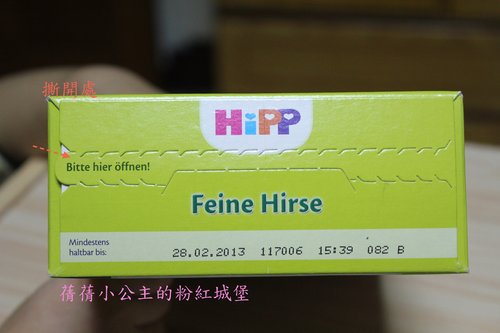 撕開處
HiPP
Bitte hier öffnen!
Feine Hirse
Mindestens
haltbar bis:
28.02.2013 117006 15:39 082 B
蒨蒨小公主的粉紅城堡